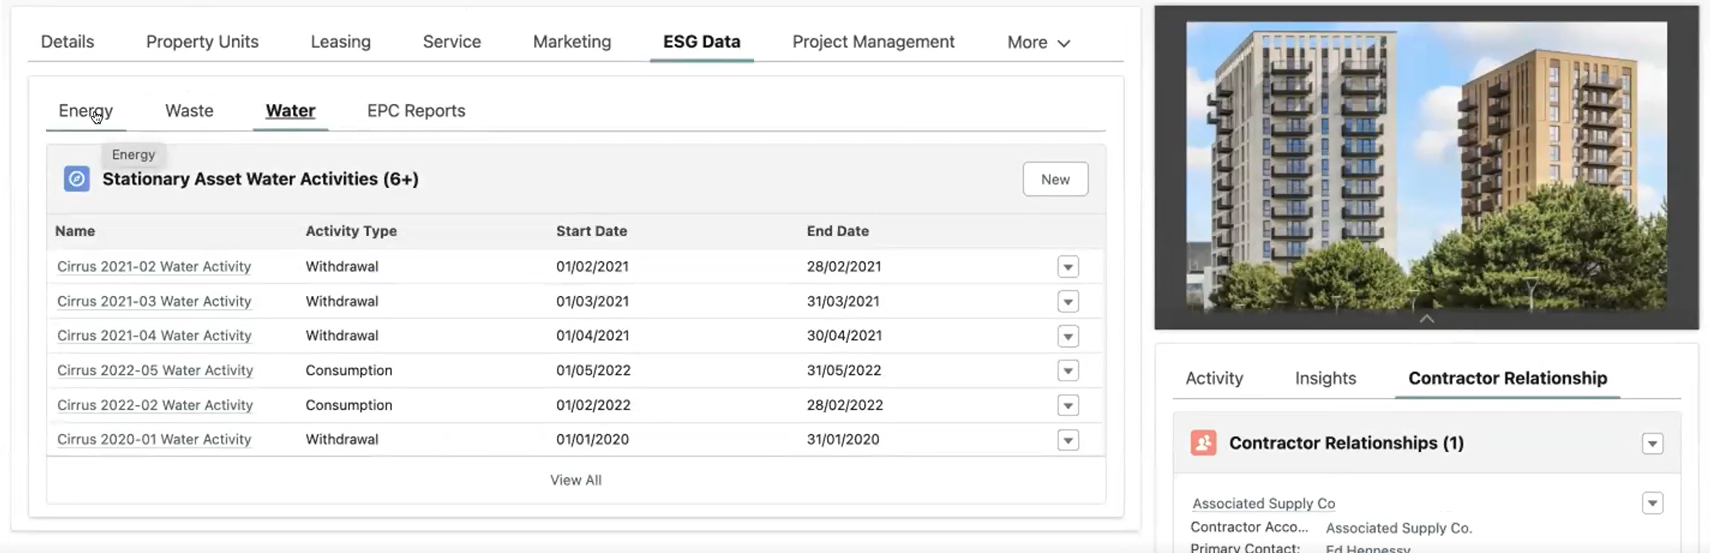 Details Property Units Leasing Service Marketing ESG Data Project Management More
Energy Waste Water EPC Reports
Energy
Stationary Asset Water Activities (6+) New
Name Activity Type Start Date End Date
Cirrus 2021-02 Water Activity Withdrawal 01/02/2021 28/02/2021
Cirrus 2021-03 Water Activity Withdrawal 01/03/2021 31/03/2021
Cirrus 2021-04 Water Activity Withdrawal 01/04/2021 30/04/2021
Cirrus 2022-05 Water Activity Consumption 01/05/2022 31/05/2022
Cirrus 2022-02 Water Activity Consumption 01/02/2022 28/02/2022
Cirrus 2020-01 Water Activity Withdrawal 01/01/2020 31/01/2020
View All
Activity Insights Contractor Relationship
Contractor Relationships (1)
Associated Supply Co
Contractor Acco... Associated Supply Co.
Primary Contact: Ed Hennessy